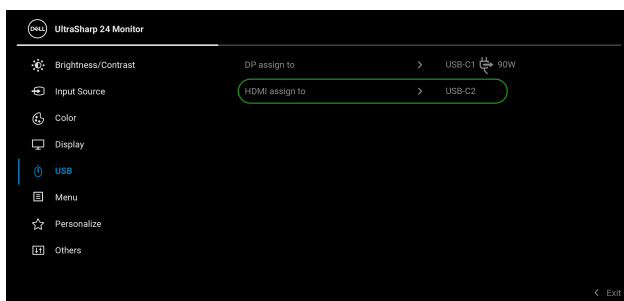 DELL UltraSharp 24 Monitor
Brightness/Contrast DP assign to > USB-C1 90W
Input Source HDMI assign to > USB-C2
Color
Display
USB
Menu
Personalize
Others
< Exit